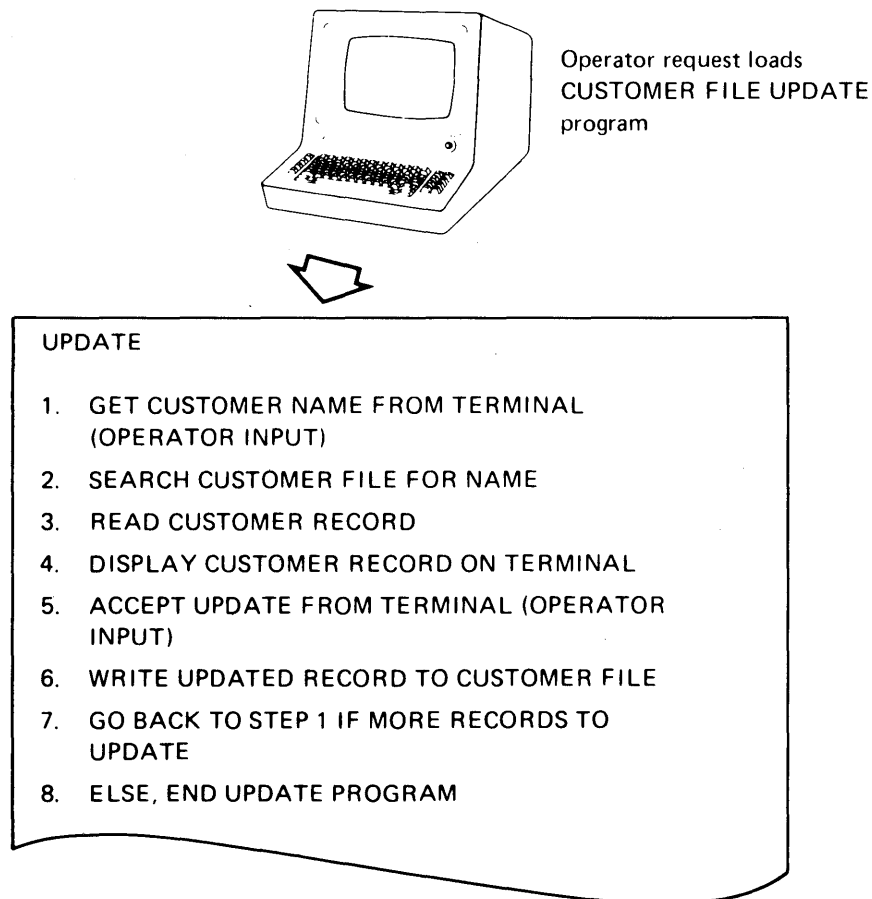 Operator request loads
CUSTOMER FILE UPDATE
program
UPDATE
1. GET CUSTOMER NAME FROM TERMINAL
(OPERATOR INPUT)
2. SEARCH CUSTOMER FILE FOR NAME
3. READ CUSTOMER RECORD
4. DISPLAY CUSTOMER RECORD ON TERMINAL
5. ACCEPT UPDATE FROM TERMINAL (OPERATOR
INPUT)
6. WRITE UPDATED RECORD TO CUSTOMER FILE
7. GO BACK TO STEP 1 IF MORE RECORDS TO
UPDATE
8. ELSE, END UPDATE PROGRAM